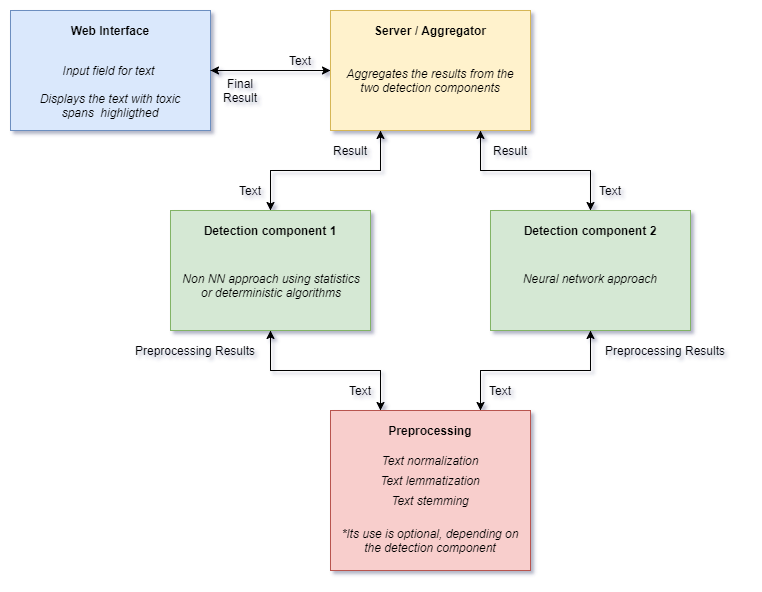 Web Interface
Input field for text
Displays the text with toxic
spans highligthed
Text
Final
Result
Server / Aggregator
Aggregates the results from the
two detection components
Result
Result
Text
Text
Detection component 1
Non NN approach using statistics
or deterministic algorithms
Detection component 2
Neural network approach
Preprocessing Results
Preprocessing Results
Text
Text
Preprocessing
Text normalization
Text lemmatization
Text stemming
*Its use is optional, depending on
the detection component